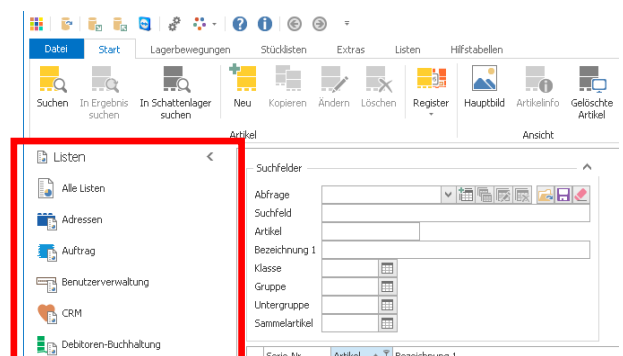 Datei Start Lagerbewegungen Stücklisten Extras Listen Hilfstabellen
Suchen In Ergebnis suchen In Schattenlager suchen Neu Kopieren Ändern Löschen Register Hauptbild Artikelinfo Gelöschte Artikel
Artikel Ansicht
Listen
Alle Listen
Adressen
Auftrag
Benutzerverwaltung
CRM
Debitoren-Buchhaltung
Suchfelder
Abfrage
Suchfeld
Artikel
Bezeichnung 1
Klasse
Gruppe
Untergruppe
Sammelartikel
Serie-Nr. Artikel Bezeichnung 1